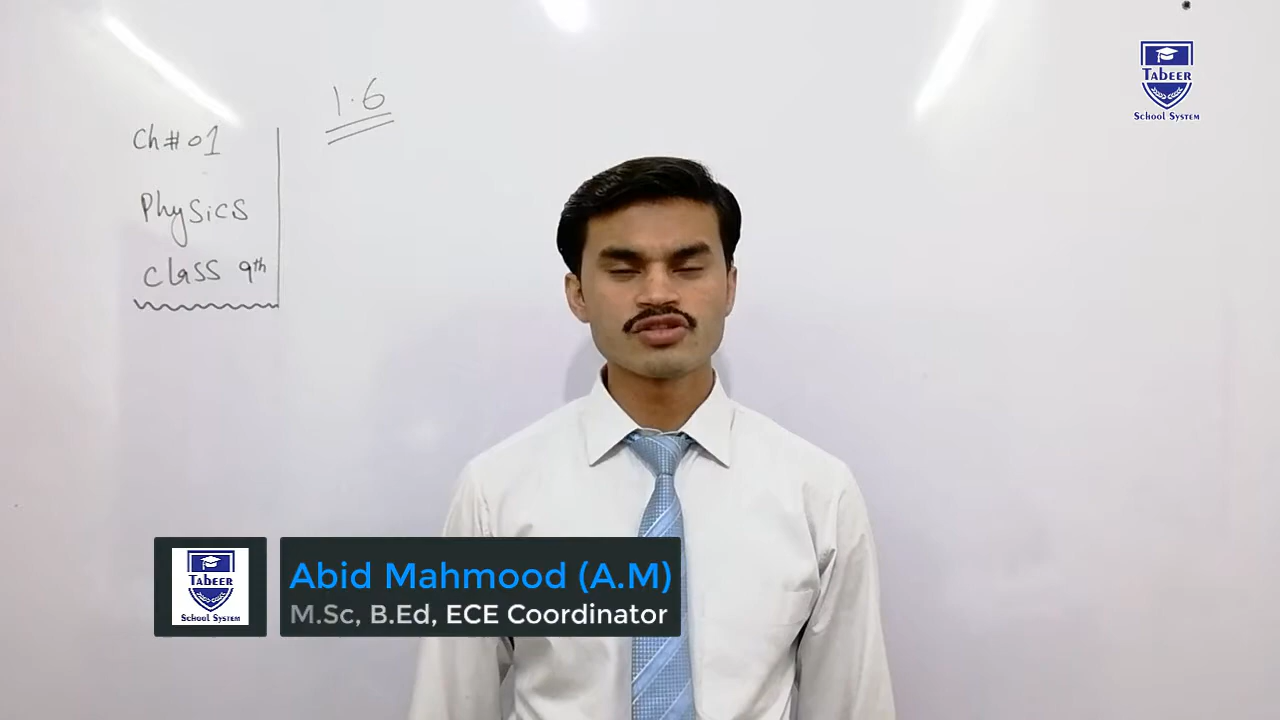 1.6
Ch # 01
Physics
Class 9th
TABEER
School System
TABEER
School System
Abid Mahmood (A.M)
M.Sc, B.Ed, ECE Coordinator